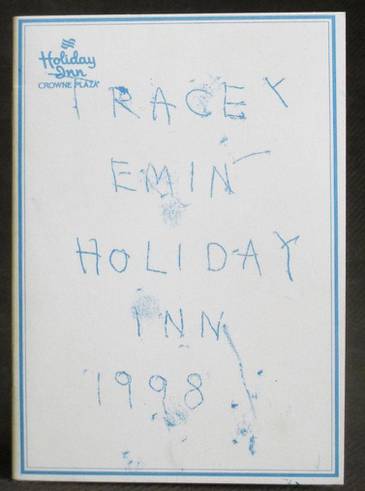 Holiday
Inn
CROWNE PLAZA
TRACEY
EMIN
HOLIDAY
INN
1998